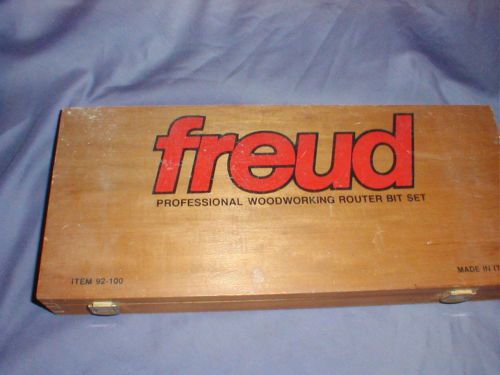 freud
PROFESSIONAL WOODWORKING ROUTER BIT SET
ITEM 92-100
MADE IN